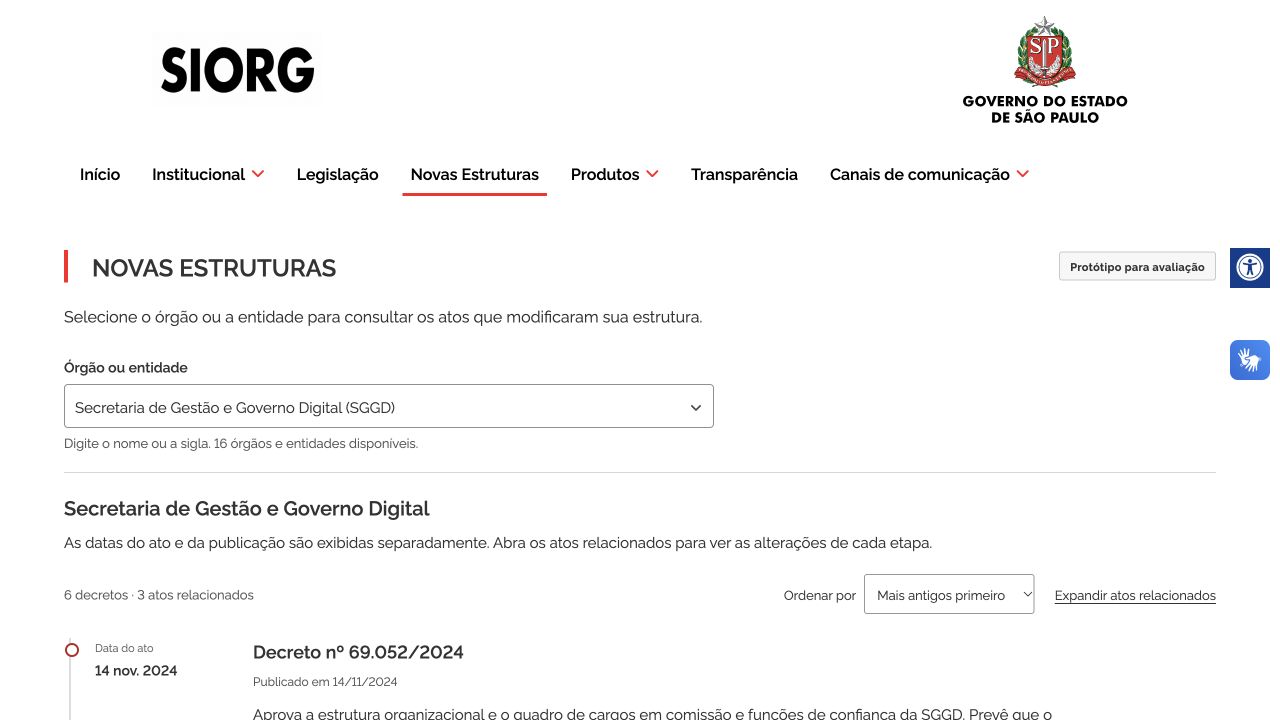 SIORG
SP
GOVERNO DO ESTADO
DE SÃO PAULO
Início
Institucional
Legislação
Novas Estruturas
Produtos
Transparência
Canais de comunicação
NOVAS ESTRUTURAS
Protótipo para avaliação
Selecione o órgão ou a entidade para consultar os atos que modificaram sua estrutura.
Órgão ou entidade
Secretaria de Gestão e Governo Digital (SGGD)
Digite o nome ou a sigla. 16 órgãos e entidades disponíveis.
Secretaria de Gestão e Governo Digital
As datas do ato e da publicação são exibidas separadamente. Abra os atos relacionados para ver as alterações de cada etapa.
6 decretos · 3 atos relacionados
Ordenar por
Mais antigos primeiro
Expandir atos relacionados
Data do ato
14 nov. 2024
Decreto nº 69.052/2024
Publicado em 14/11/2024
Aprova a estrutura organizacional e o quadro de cargos em comissão e funções de confiança da SGGD. Prevê que o